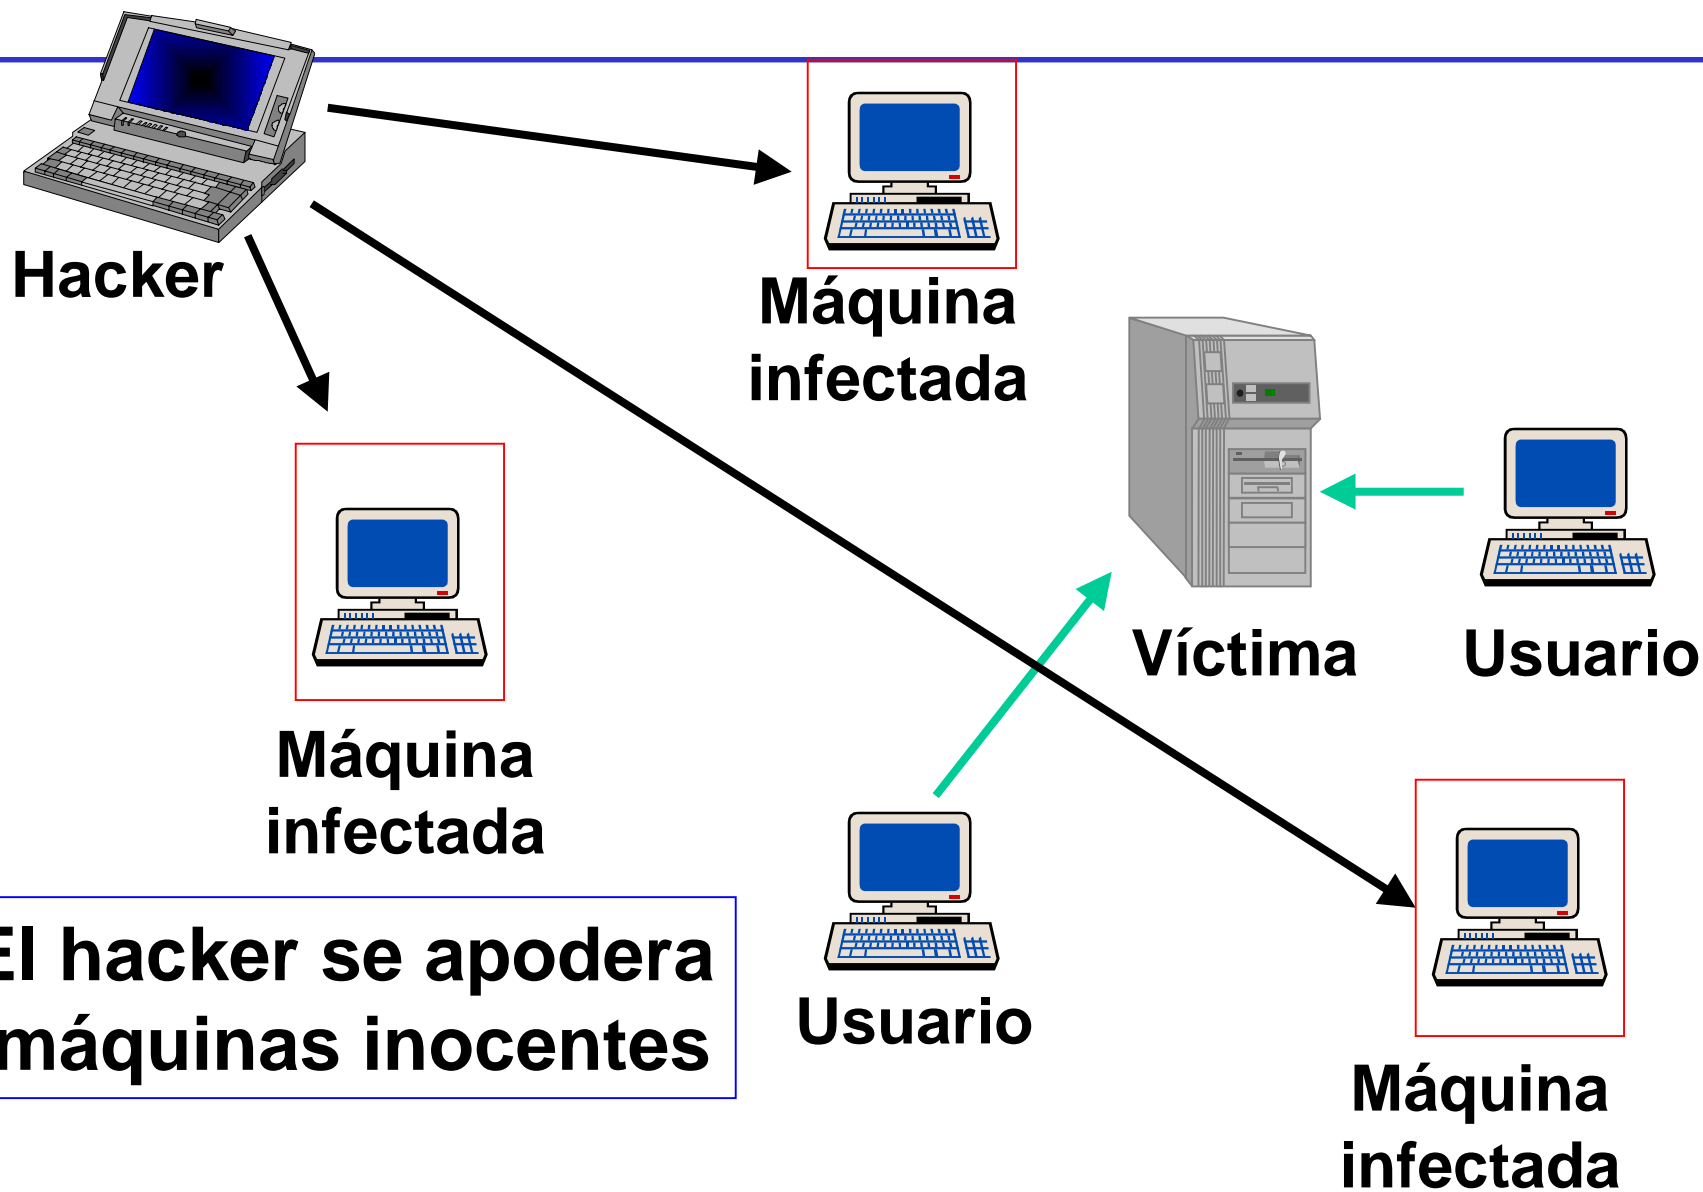 Hacker
Máquina
infectada
Víctima
Usuario
Máquina
infectada
El hacker se apodera
máquinas inocentes
Usuario
Máquina
infectada